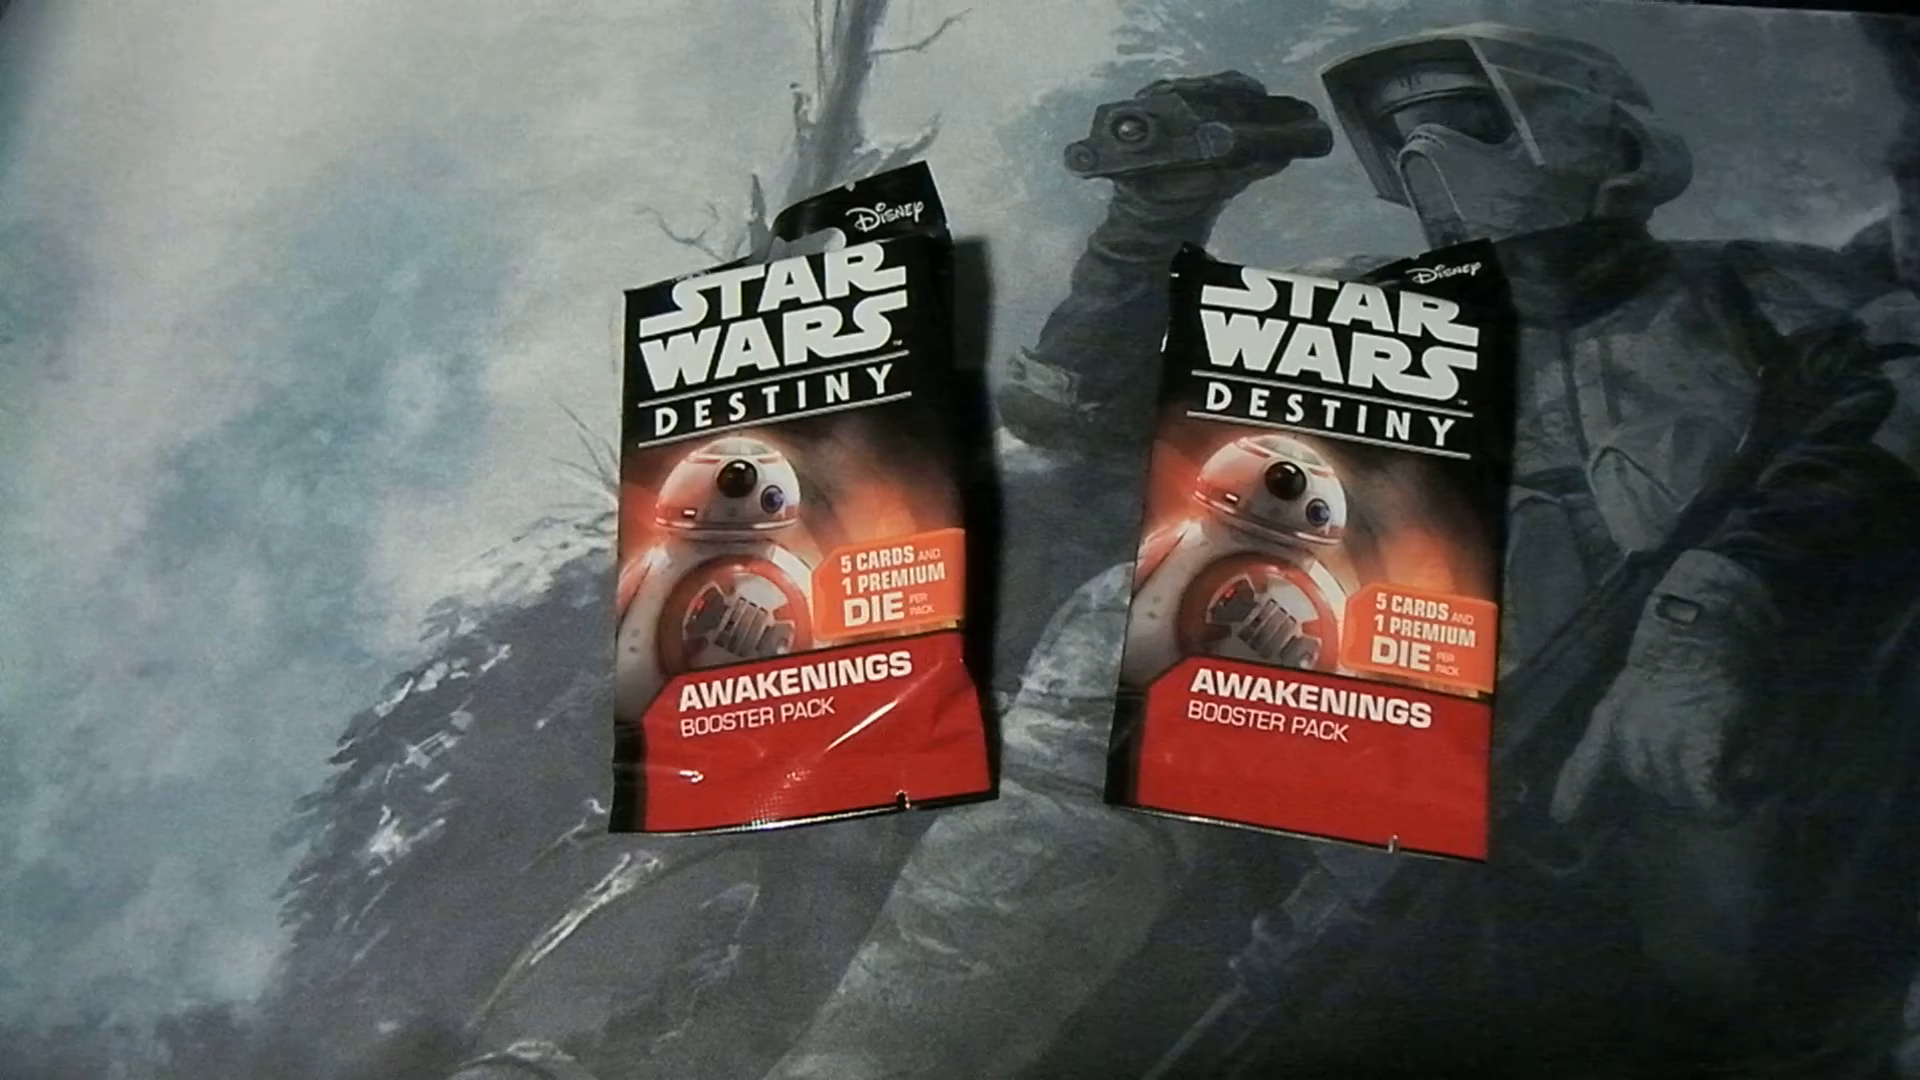 Disney
STAR
WARS
DESTINY
5 CARDS AND
1 PREMIUM
DIE PER
PACK
AWAKENINGS
BOOSTER PACK
Disney
STAR
WARS
DESTINY
5 CARDS AND
1 PREMIUM
DIE PER
PACK
AWAKENINGS
BOOSTER PACK